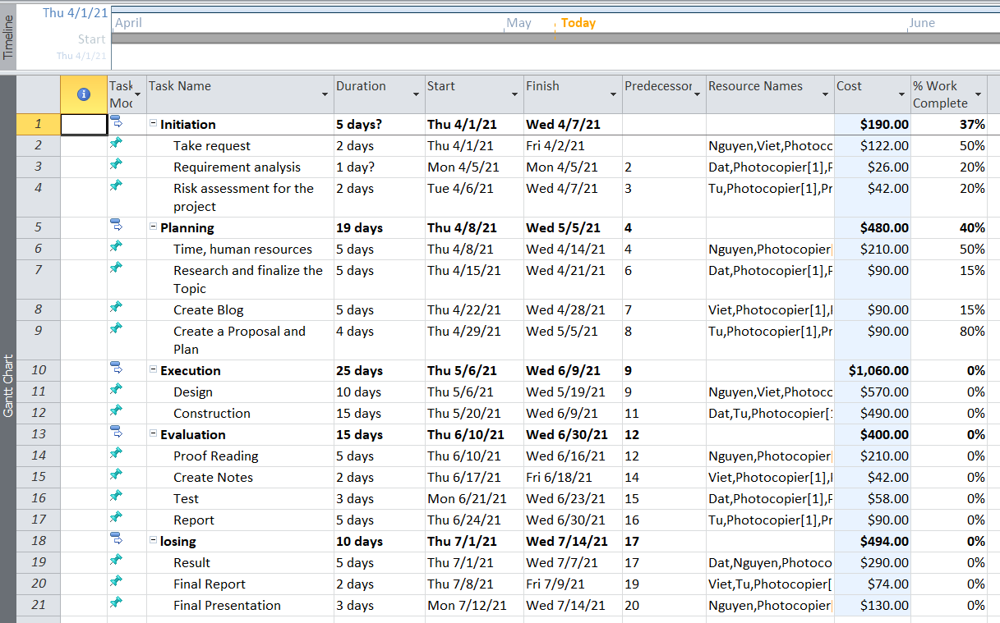 Timeline
Thu 4/1/21
April May Today June
Start
Thu 4/1/21
Gantt Chart
Task Mod Task Name Duration Start Finish Predecessor Resource Names Cost % Work Complete
1 Initiation 5 days? Thu 4/1/21 Wed 4/7/21 $190.00 37%
2 Take request 2 days Thu 4/1/21 Fri 4/2/21 Nguyen,Viet,Photoco $122.00 50%
3 Requirement analysis 1 day? Mon 4/5/21 Mon 4/5/21 2 Dat,Photocopier[1],P $26.00 20%
4 Risk assessment for the 2 days Tue 4/6/21 Wed 4/7/21 3 Tu,Photocopier[1],Pr $42.00 20%
project
5 Planning 19 days Thu 4/8/21 Wed 5/5/21 4 $480.00 40%
6 Time, human resources 5 days Thu 4/8/21 Wed 4/14/21 4 Nguyen,Photocopier $210.00 50%
7 Research and finalize the 5 days Thu 4/15/21 Wed 4/21/21 6 Dat,Photocopier[1],P $90.00 15%
Topic
8 Create Blog 5 days Thu 4/22/21 Wed 4/28/21 7 Viet,Photocopier[1], $90.00 15%
9 Create a Proposal and 4 days Thu 4/29/21 Wed 5/5/21 8 Tu,Photocopier[1],Pr $90.00 80%
Plan
10 Execution 25 days Thu 5/6/21 Wed 6/9/21 9 $1,060.00 0%
11 Design 10 days Thu 5/6/21 Wed 5/19/21 9 Nguyen,Viet,Photoco $570.00 0%
12 Construction 15 days Thu 5/20/21 Wed 6/9/21 11 Dat,Tu,Photocopier[ $490.00 0%
13 Evaluation 15 days Thu 6/10/21 Wed 6/30/21 12 $400.00 0%
14 Proof Reading 5 days Thu 6/10/21 Wed 6/16/21 12 Nguyen,Photocopier $210.00 0%
15 Create Notes 2 days Thu 6/17/21 Fri 6/18/21 14 Viet,Photocopier[1], $42.00 0%
16 Test 3 days Mon 6/21/21 Wed 6/23/21 15 Dat,Photocopier[1],P $58.00 0%
17 Report 5 days Thu 6/24/21 Wed 6/30/21 16 Tu,Photocopier[1],Pr $90.00 0%
18 losing 10 days Thu 7/1/21 Wed 7/14/21 17 $494.00 0%
19 Result 5 days Thu 7/1/21 Wed 7/7/21 17 Dat,Nguyen,Photoco $290.00 0%
20 Final Report 2 days Thu 7/8/21 Fri 7/9/21 19 Viet,Tu,Photocopier[ $74.00 0%
21 Final Presentation 3 days Mon 7/12/21 Wed 7/14/21 20 Nguyen,Photocopier $130.00 0%